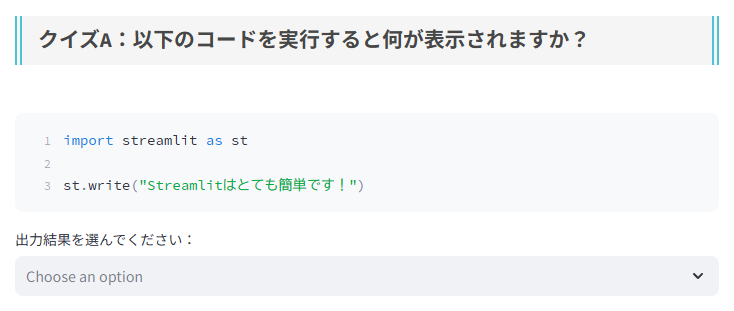 クイズA：以下のコードを実行すると何が表示されますか？
1 import streamlit as st
2
3 st.write("Streamlitはとても簡単です！")
出力結果を選んでください：
Choose an option